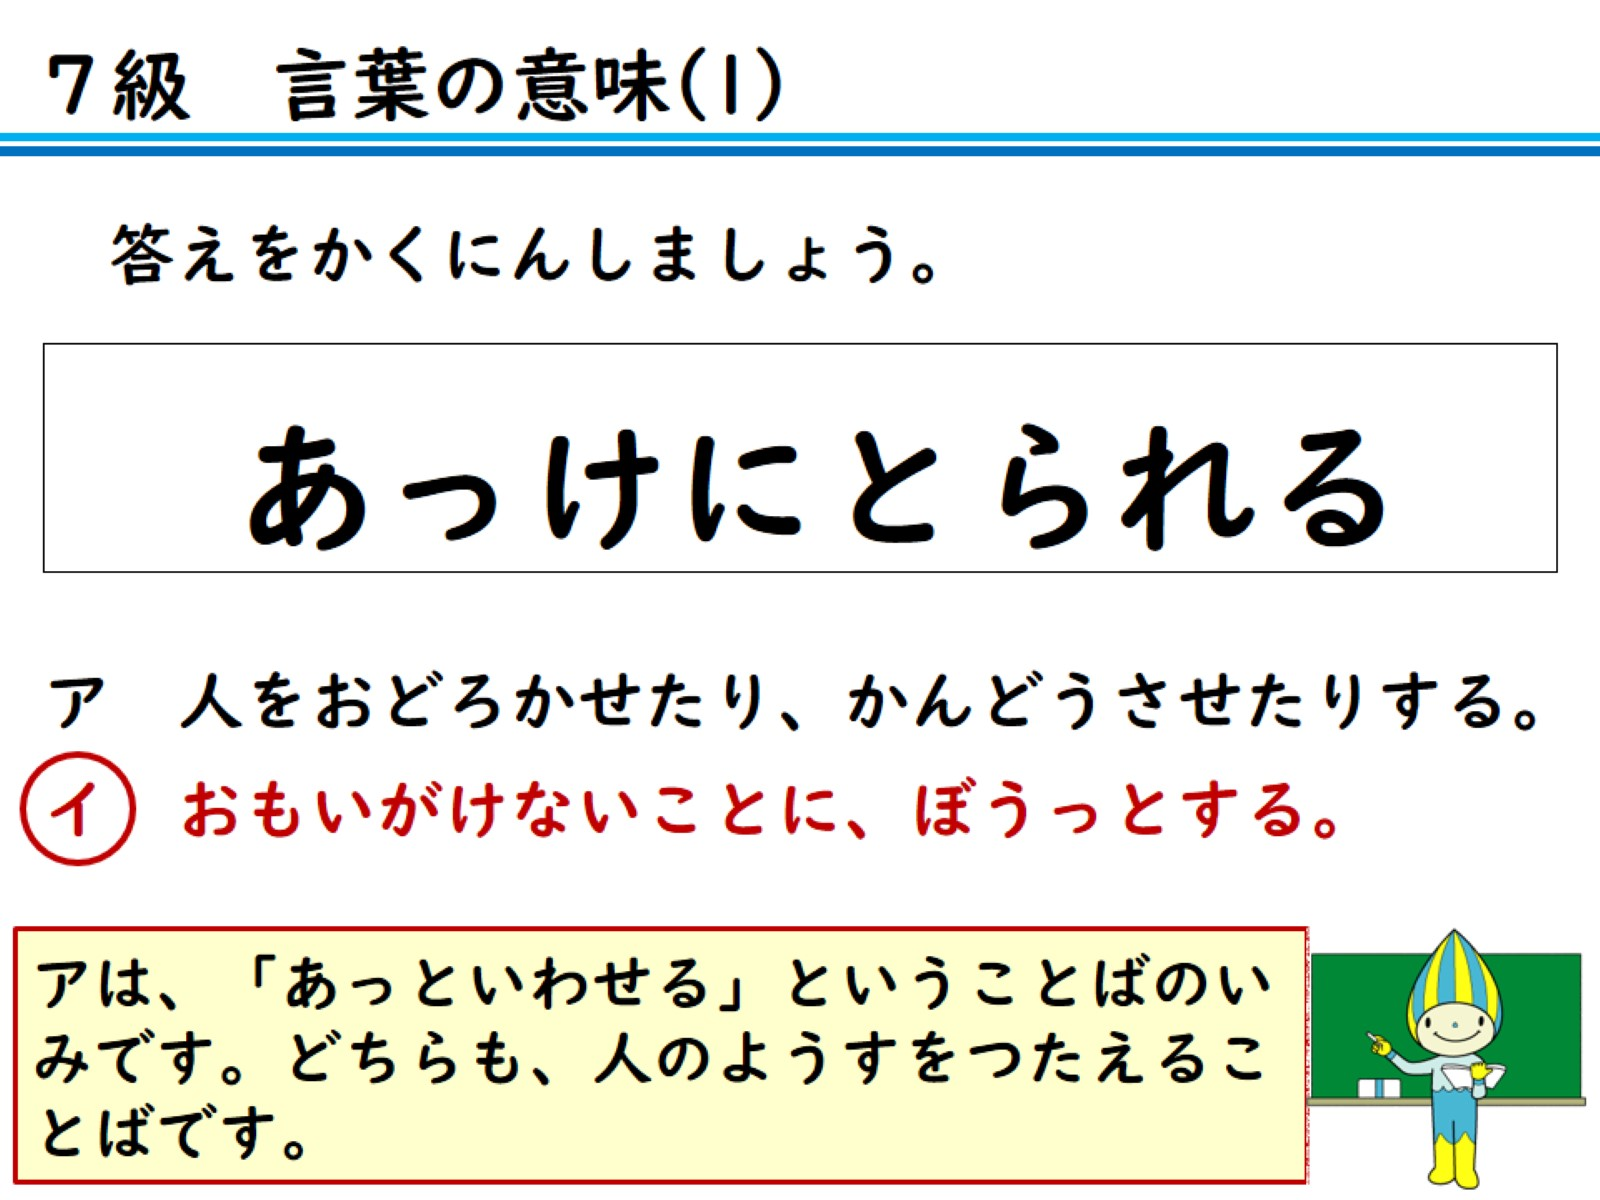 ７級　言葉の意味(1)
答えをかくにんしましょう。
あっけにとられる
ア　人をおどろかせたり、かんどうさせたりする。
イ　おもいがけないことに、ぼうっとする。
アは、「あっといわせる」ということばのい
みです。どちらも、人のようすをつたえるこ
とばです。